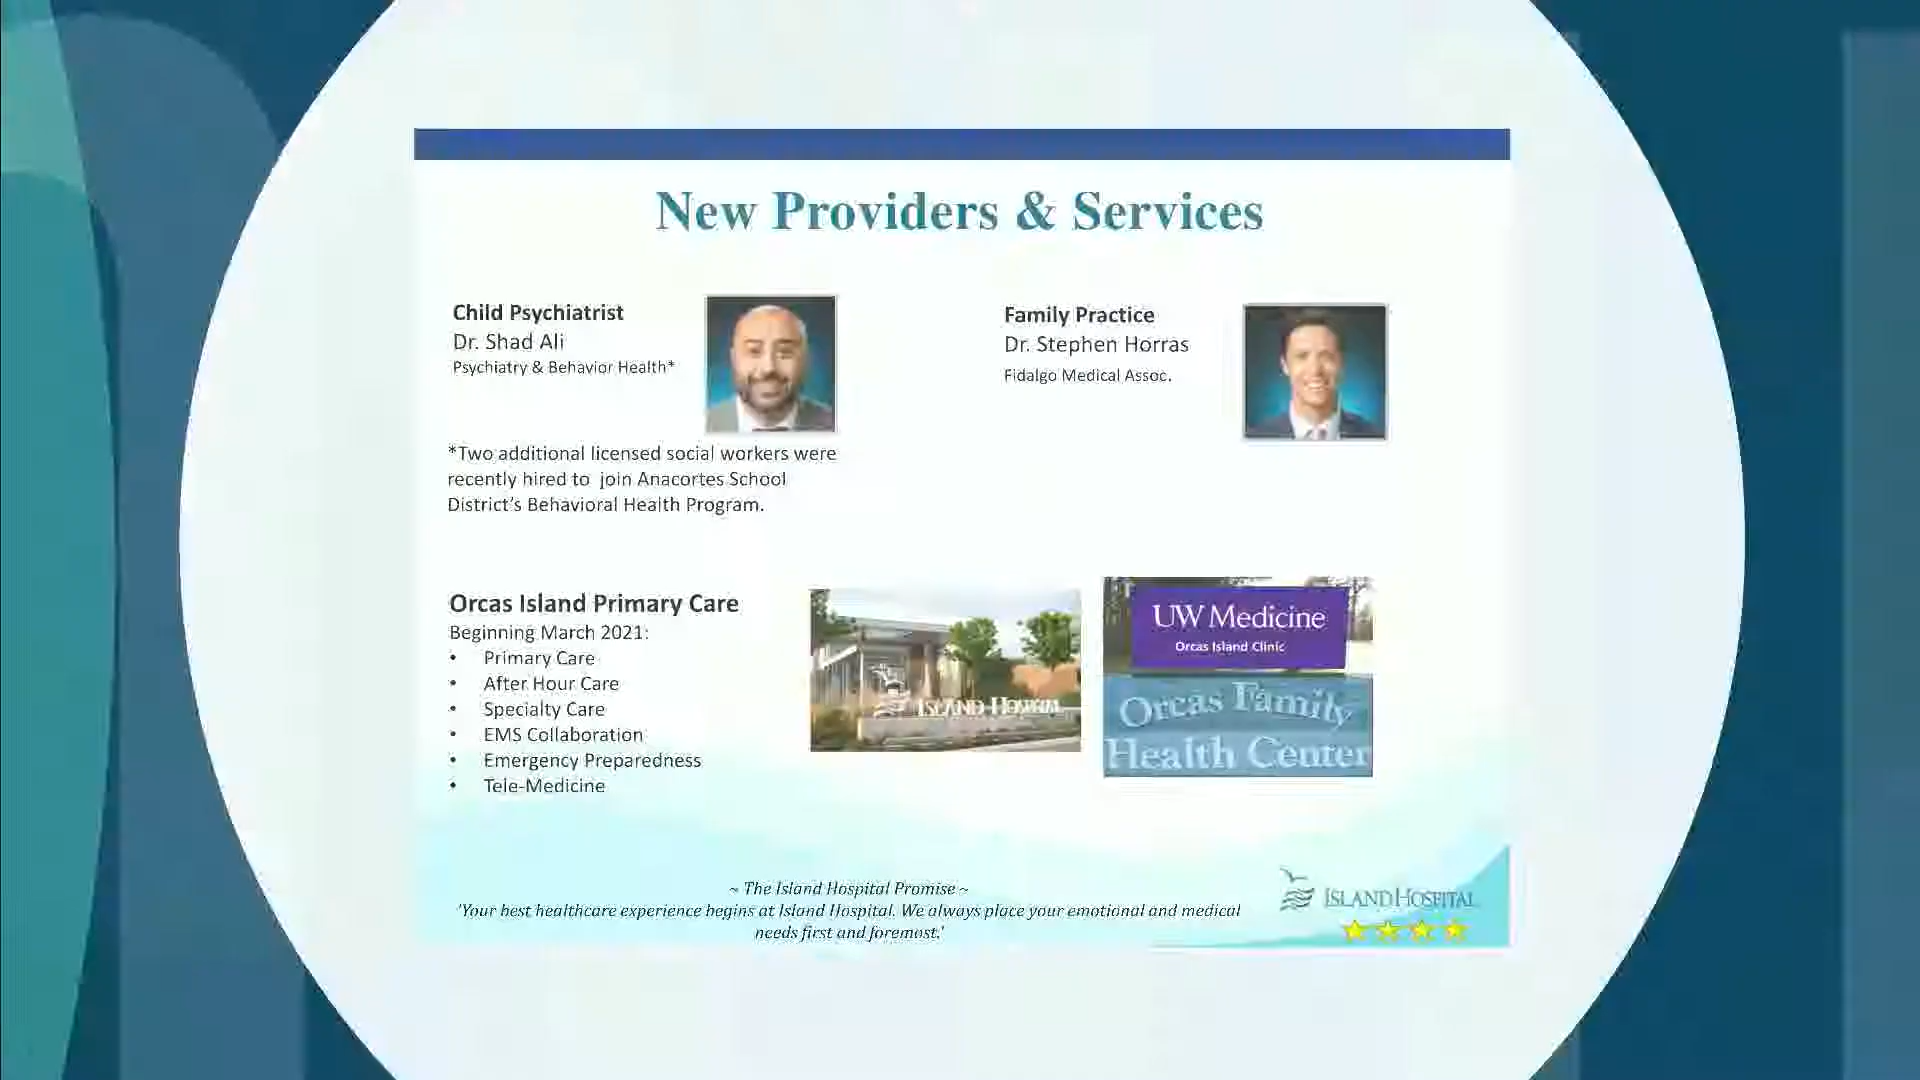 New Providers & Services
Child Psychiatrist
Dr. Shad Ali
Psychiatry & Behavior Health*
*Two additional licensed social workers were
recently hired to join Anacortes School
District's Behavioral Health Program.
Family Practice
Dr. Stephen Horras
Fidalgo Medical Assoc.
Orcas Island Primary Care
Beginning March 2021:
• Primary Care
• After Hour Care
• Specialty Care
• EMS Collaboration
• Emergency Preparedness
• Tele-Medicine
ISLAND HOSPITAL
UW Medicine
Orcas Island Clinic
Orcas Family
Health Center
~ The Island Hospital Promise ~
'Your best healthcare experience begins at Island Hospital. We always place your emotional and medical
needs first and foremost.'
ISLAND HOSPITAL